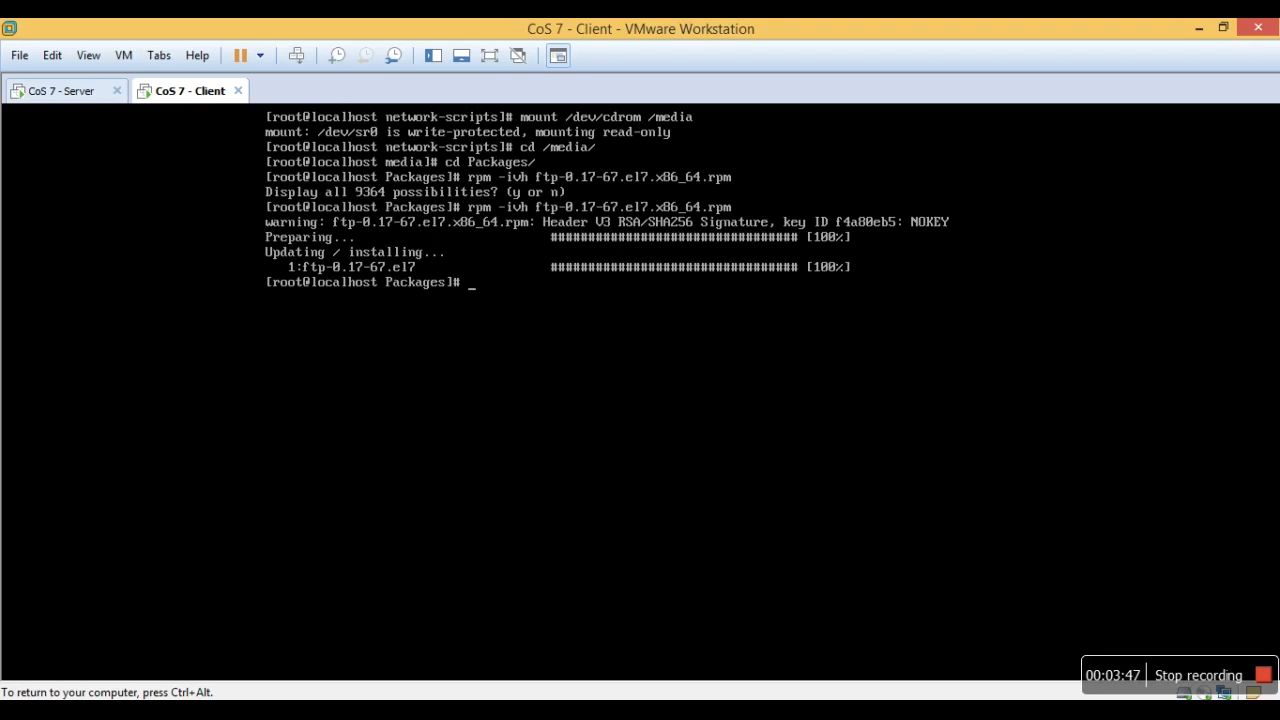 CoS 7 - Client - VMware Workstation
File Edit View VM Tabs Help
CoS 7 - Server CoS 7 - Client
[root@localhost network-scripts]# mount /dev/cdrom /media
mount: /dev/sr0 is write-protected, mounting read-only
[root@localhost network-scripts]# cd /media/
[root@localhost media]# cd Packages/
[root@localhost Packages]# rpm -ivh ftp-0.17-67.el7.x86_64.rpm
Display all 9364 possibilities? (y or n)
[root@localhost Packages]# rpm -ivh ftp-0.17-67.el7.x86_64.rpm
warning: ftp-0.17-67.el7.x86_64.rpm: Header V3 RSA/SHA256 Signature, key ID f4a80eb5: NOKEY
Preparing... ################################# [100%]
Updating / installing...
1:ftp-0.17-67.el7 ################################# [100%]
[root@localhost Packages]# _
00:03:47 Stop recording
To return to your computer, press Ctrl+Alt.